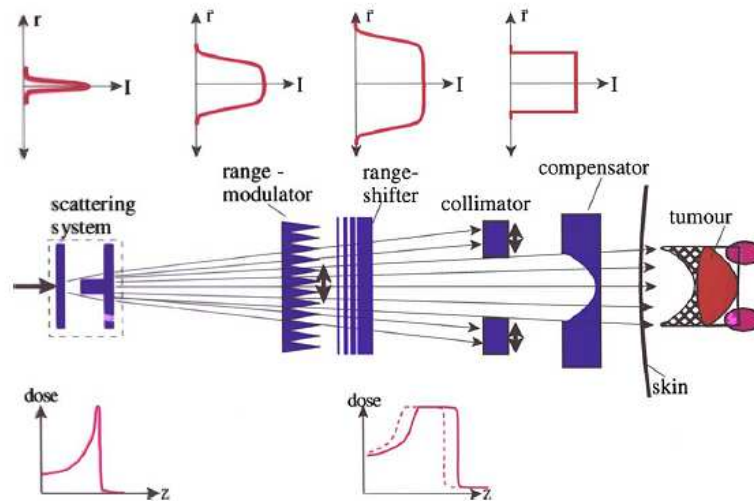 r
I
r
I
r
I
r
I
scattering
system
range -
modulator
range-
shifter
collimator
compensator
tumour
skin
dose
z
dose
z